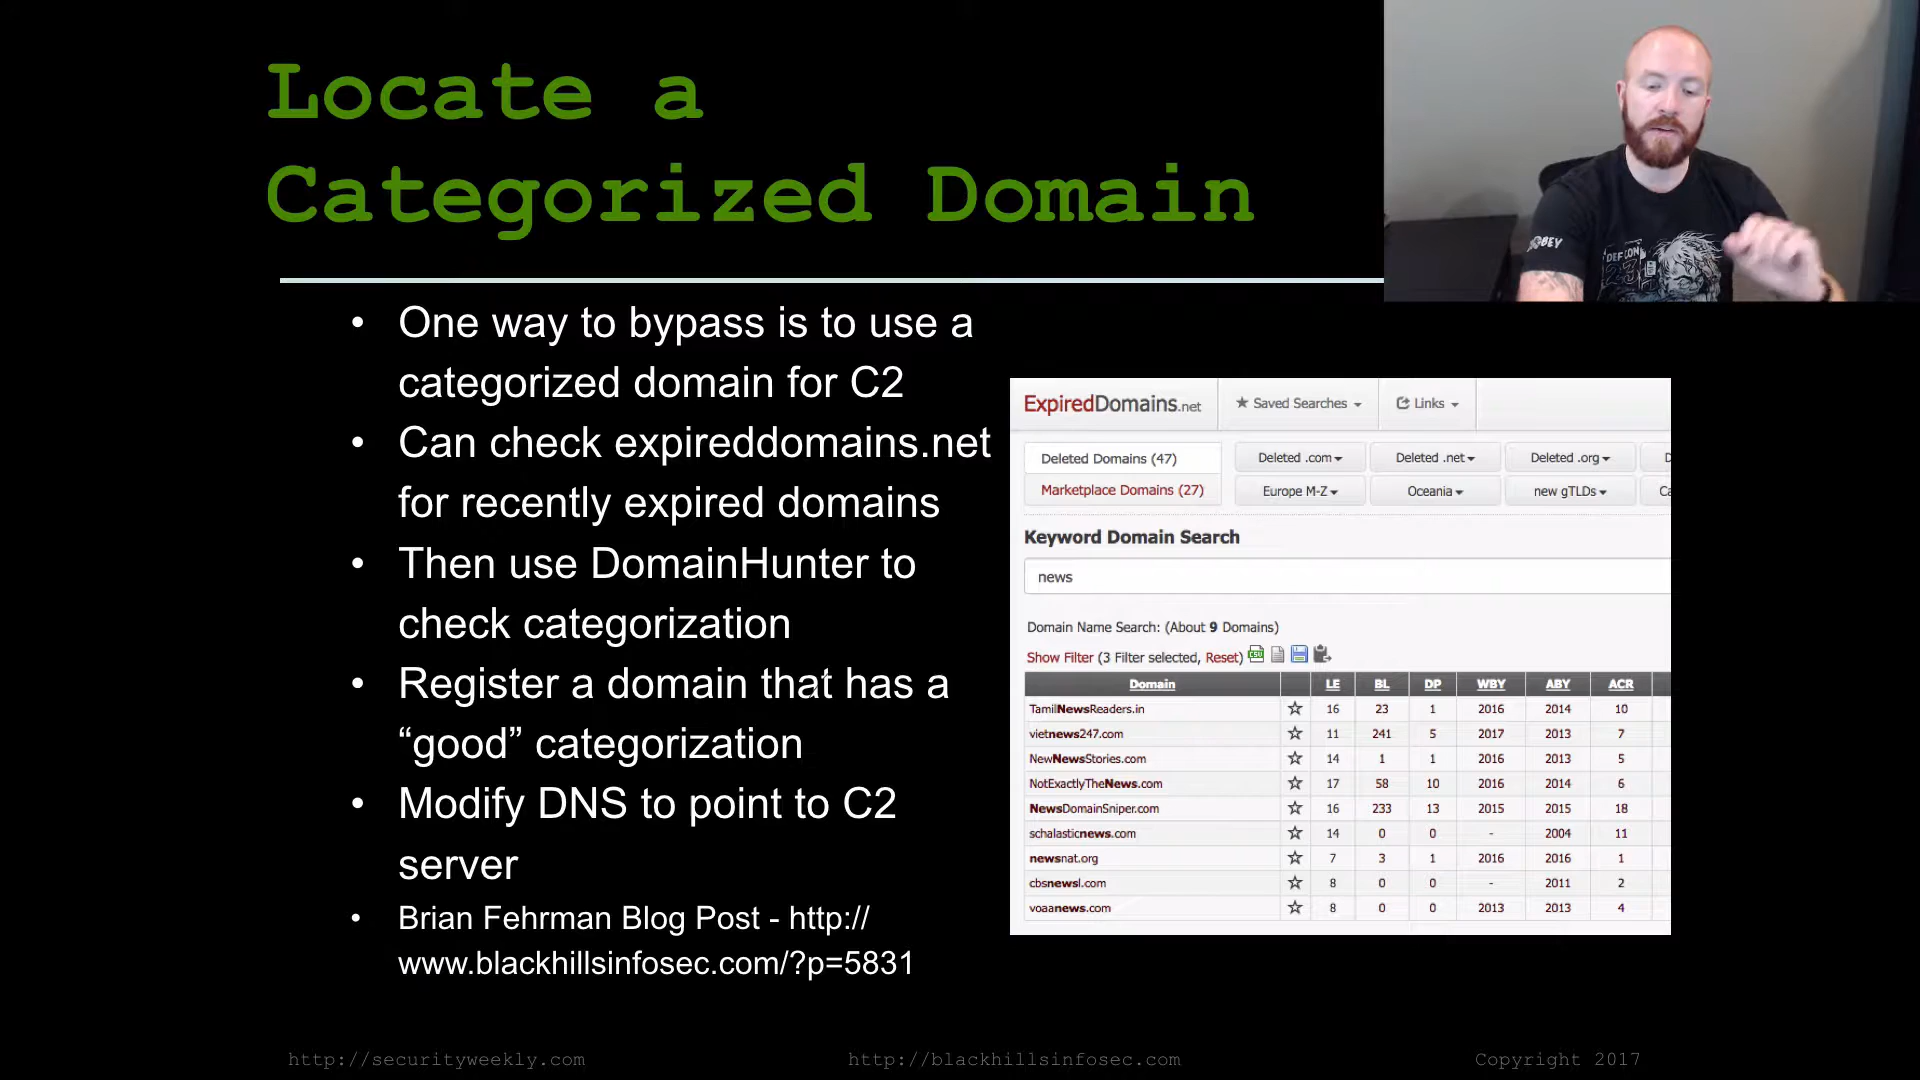 Locate a
Categorized Domain
BEY
DEF CON
23
• One way to bypass is to use a
categorized domain for C2
• Can check expireddomains.net
for recently expired domains
• Then use DomainHunter to
check categorization
• Register a domain that has a
“good” categorization
• Modify DNS to point to C2
server
• Brian Fehrman Blog Post - http://
www.blackhillsinfosec.com/?p=5831
ExpiredDomains.net ★ Saved Searches Links
Deleted Domains (47) Deleted .com Deleted .net Deleted .org D
Marketplace Domains (27) Europe M-Z Oceania new gTLDs Ca
Keyword Domain Search
news
Domain Name Search: (About 9 Domains)
Show Filter (3 Filter selected, Reset)
Domain LE BL DP WBY ABY ACR
TamilNewsReaders.in 16 23 1 2016 2014 10
vietnews247.com 11 241 5 2017 2013 7
NewNewsStories.com 14 1 1 2016 2013 5
NotExactlyTheNews.com 17 58 10 2016 2014 6
NewsDomainSniper.com 16 233 13 2015 2015 18
schalasticnews.com 14 0 0 - 2004 11
newsnat.org 7 3 1 2016 2016 1
cbsnewsl.com 8 0 0 - 2011 2
voaanews.com 8 0 0 2013 2013 4
http://securityweekly.com http://blackhillsinfosec.com Copyright 2017